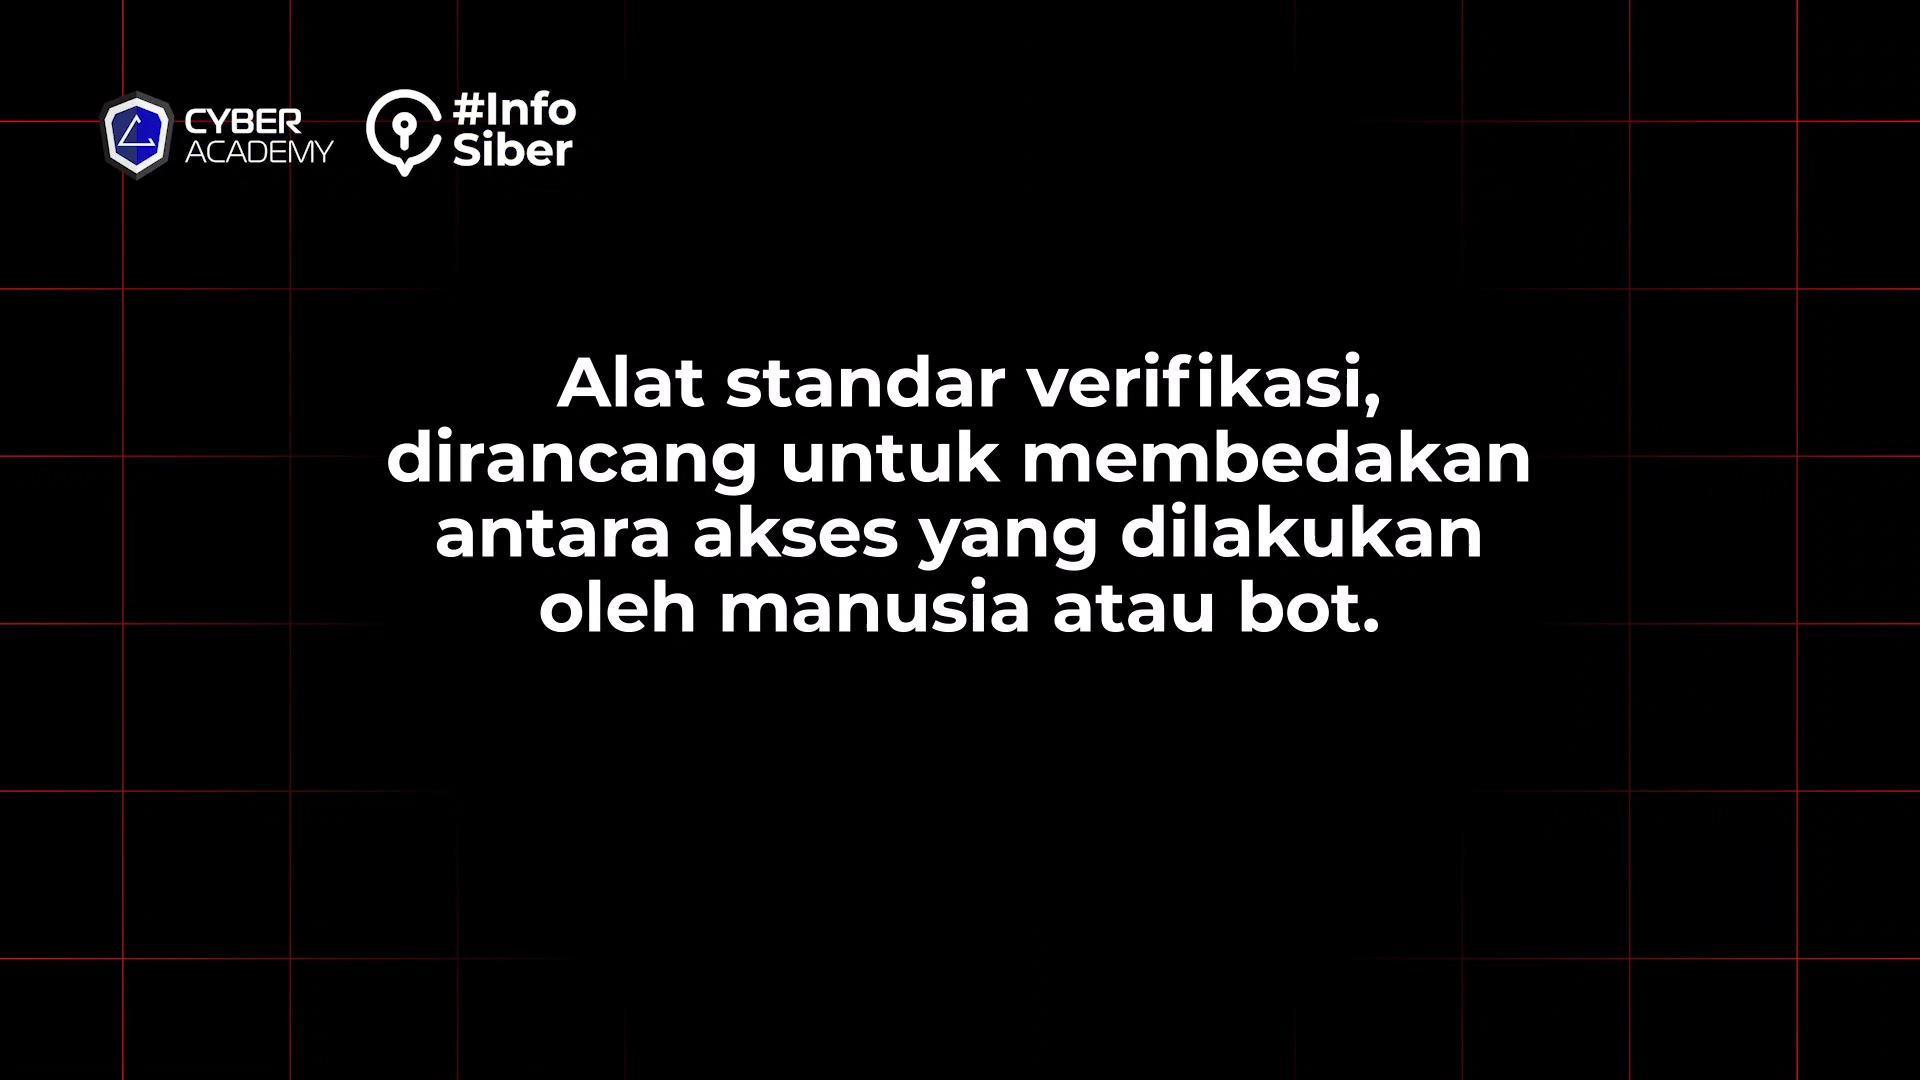 CYBER
ACADEMY
#Info
Siber
Alat standar verifikasi,
dirancang untuk membedakan
antara akses yang dilakukan
oleh manusia atau bot.